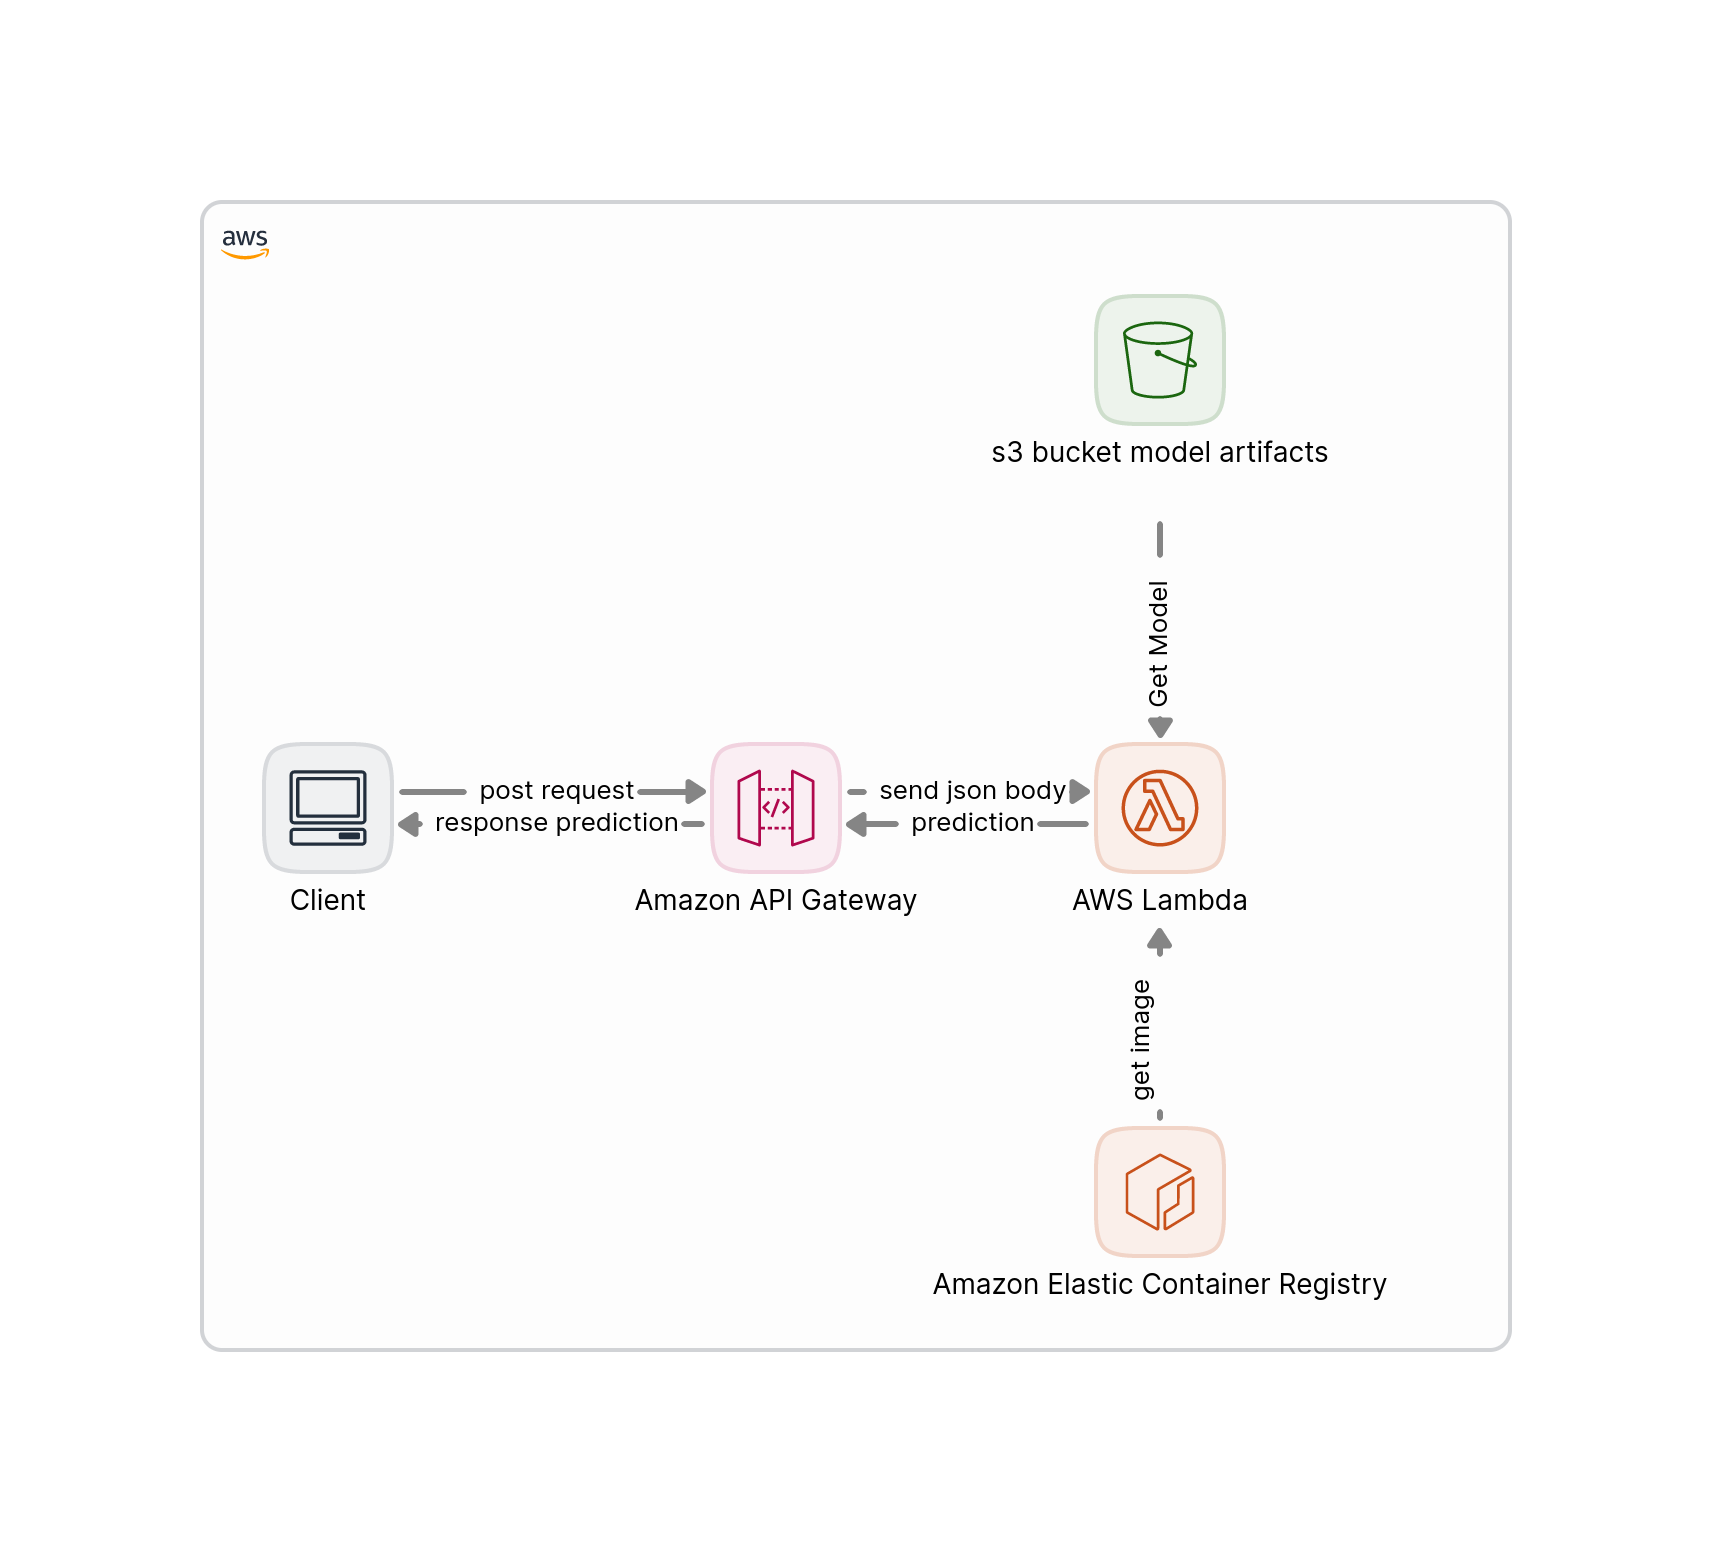 aws
s3 bucket model artifacts
Get Model
post request
send json body
response prediction
prediction
Client
Amazon API Gateway
AWS Lambda
get image
Amazon Elastic Container Registry